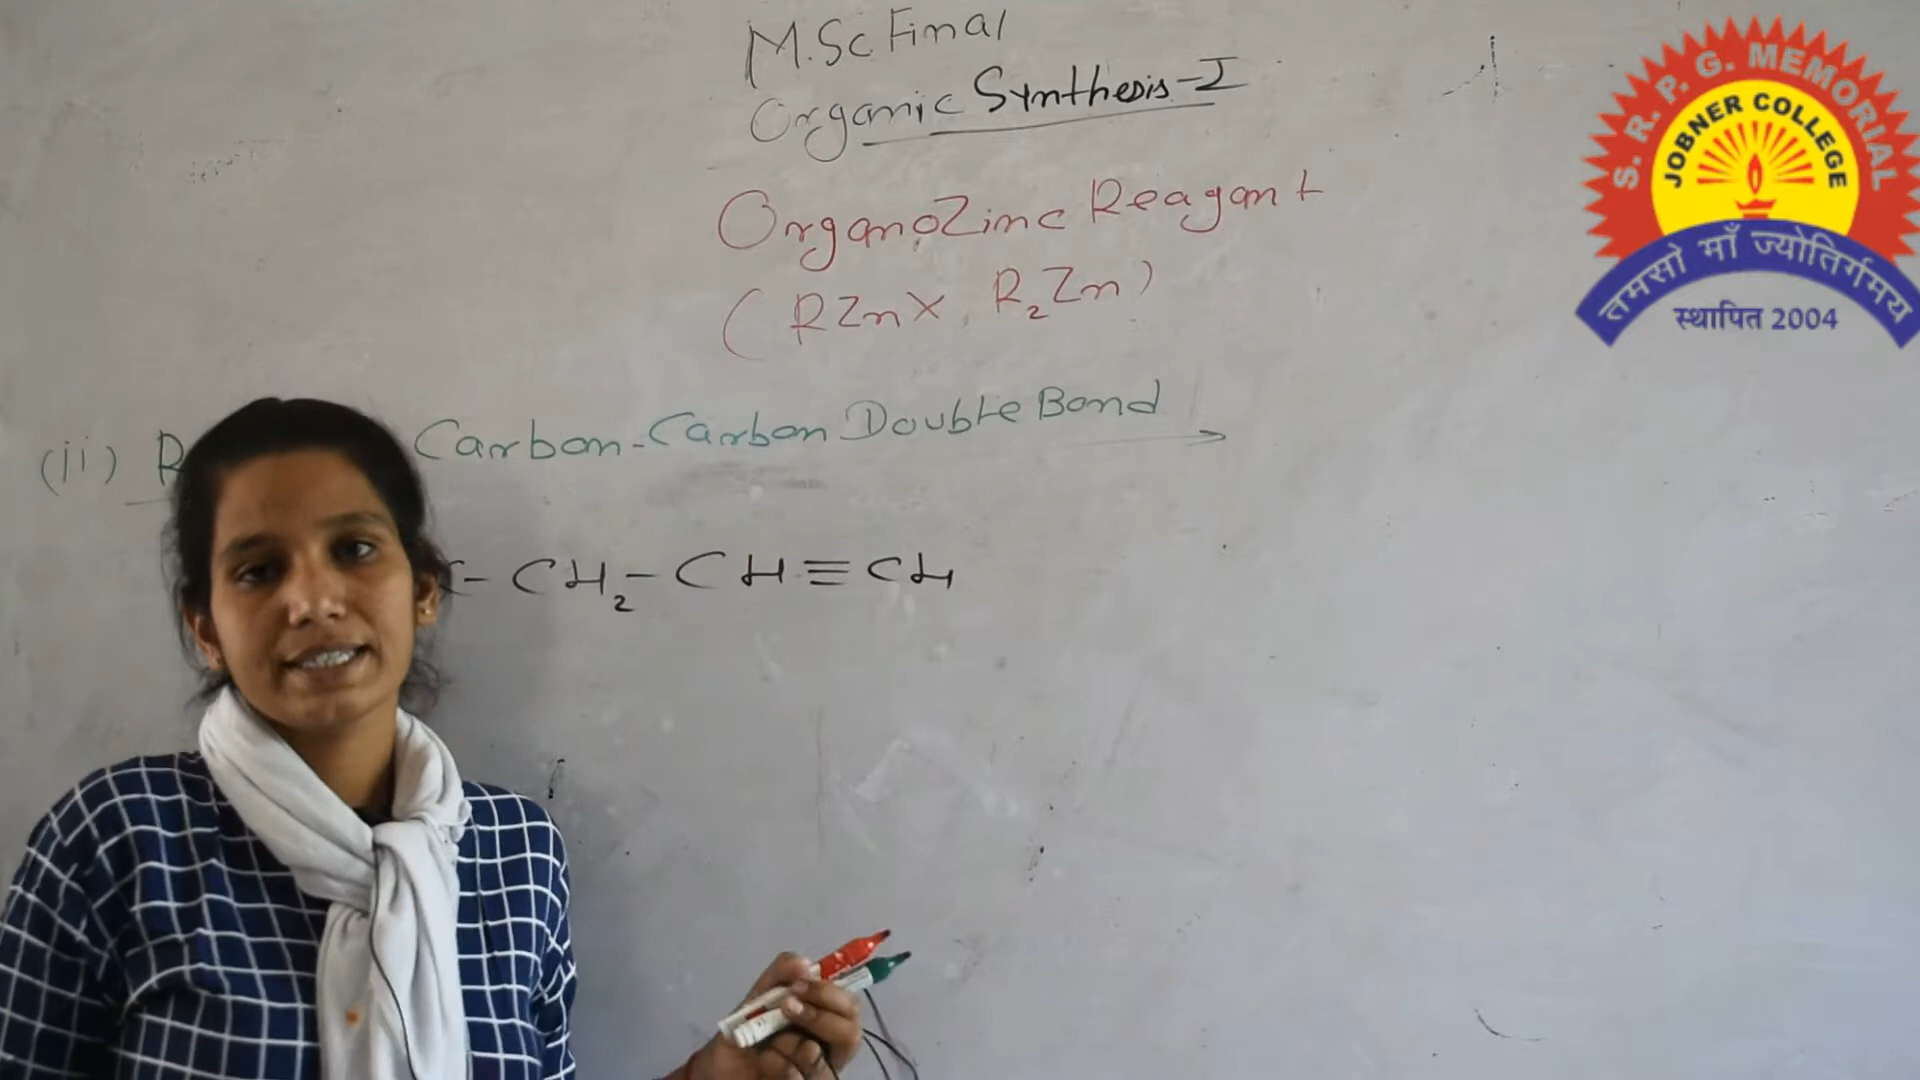 M.Sc Final
Organic Synthesis-I
OrganoZinc Reagant
(RZnX, R₂Zn)
(ii) Carbon-Carbon Double Bond
- CH₂ - CH ≡ CH
S. R. P. G. MEMORIAL
JOBNER COLLEGE
तमसो माँ ज्योतिर्गमय
स्थापित 2004